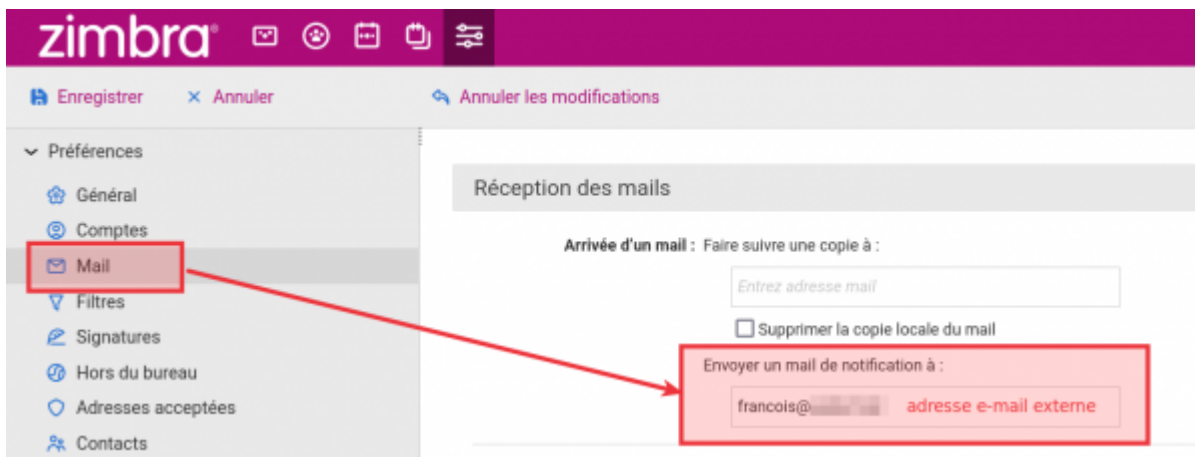 zimbra
Enregistrer Annuler Annuler les modifications
Préférences
Général
Comptes
Mail
Filtres
Signatures
Hors du bureau
Adresses acceptées
Contacts
Réception des mails
Arrivée d'un mail : Faire suivre une copie à :
Entrez adresse mail
Supprimer la copie locale du mail
Envoyer un mail de notification à :
francois@ adresse e-mail externe